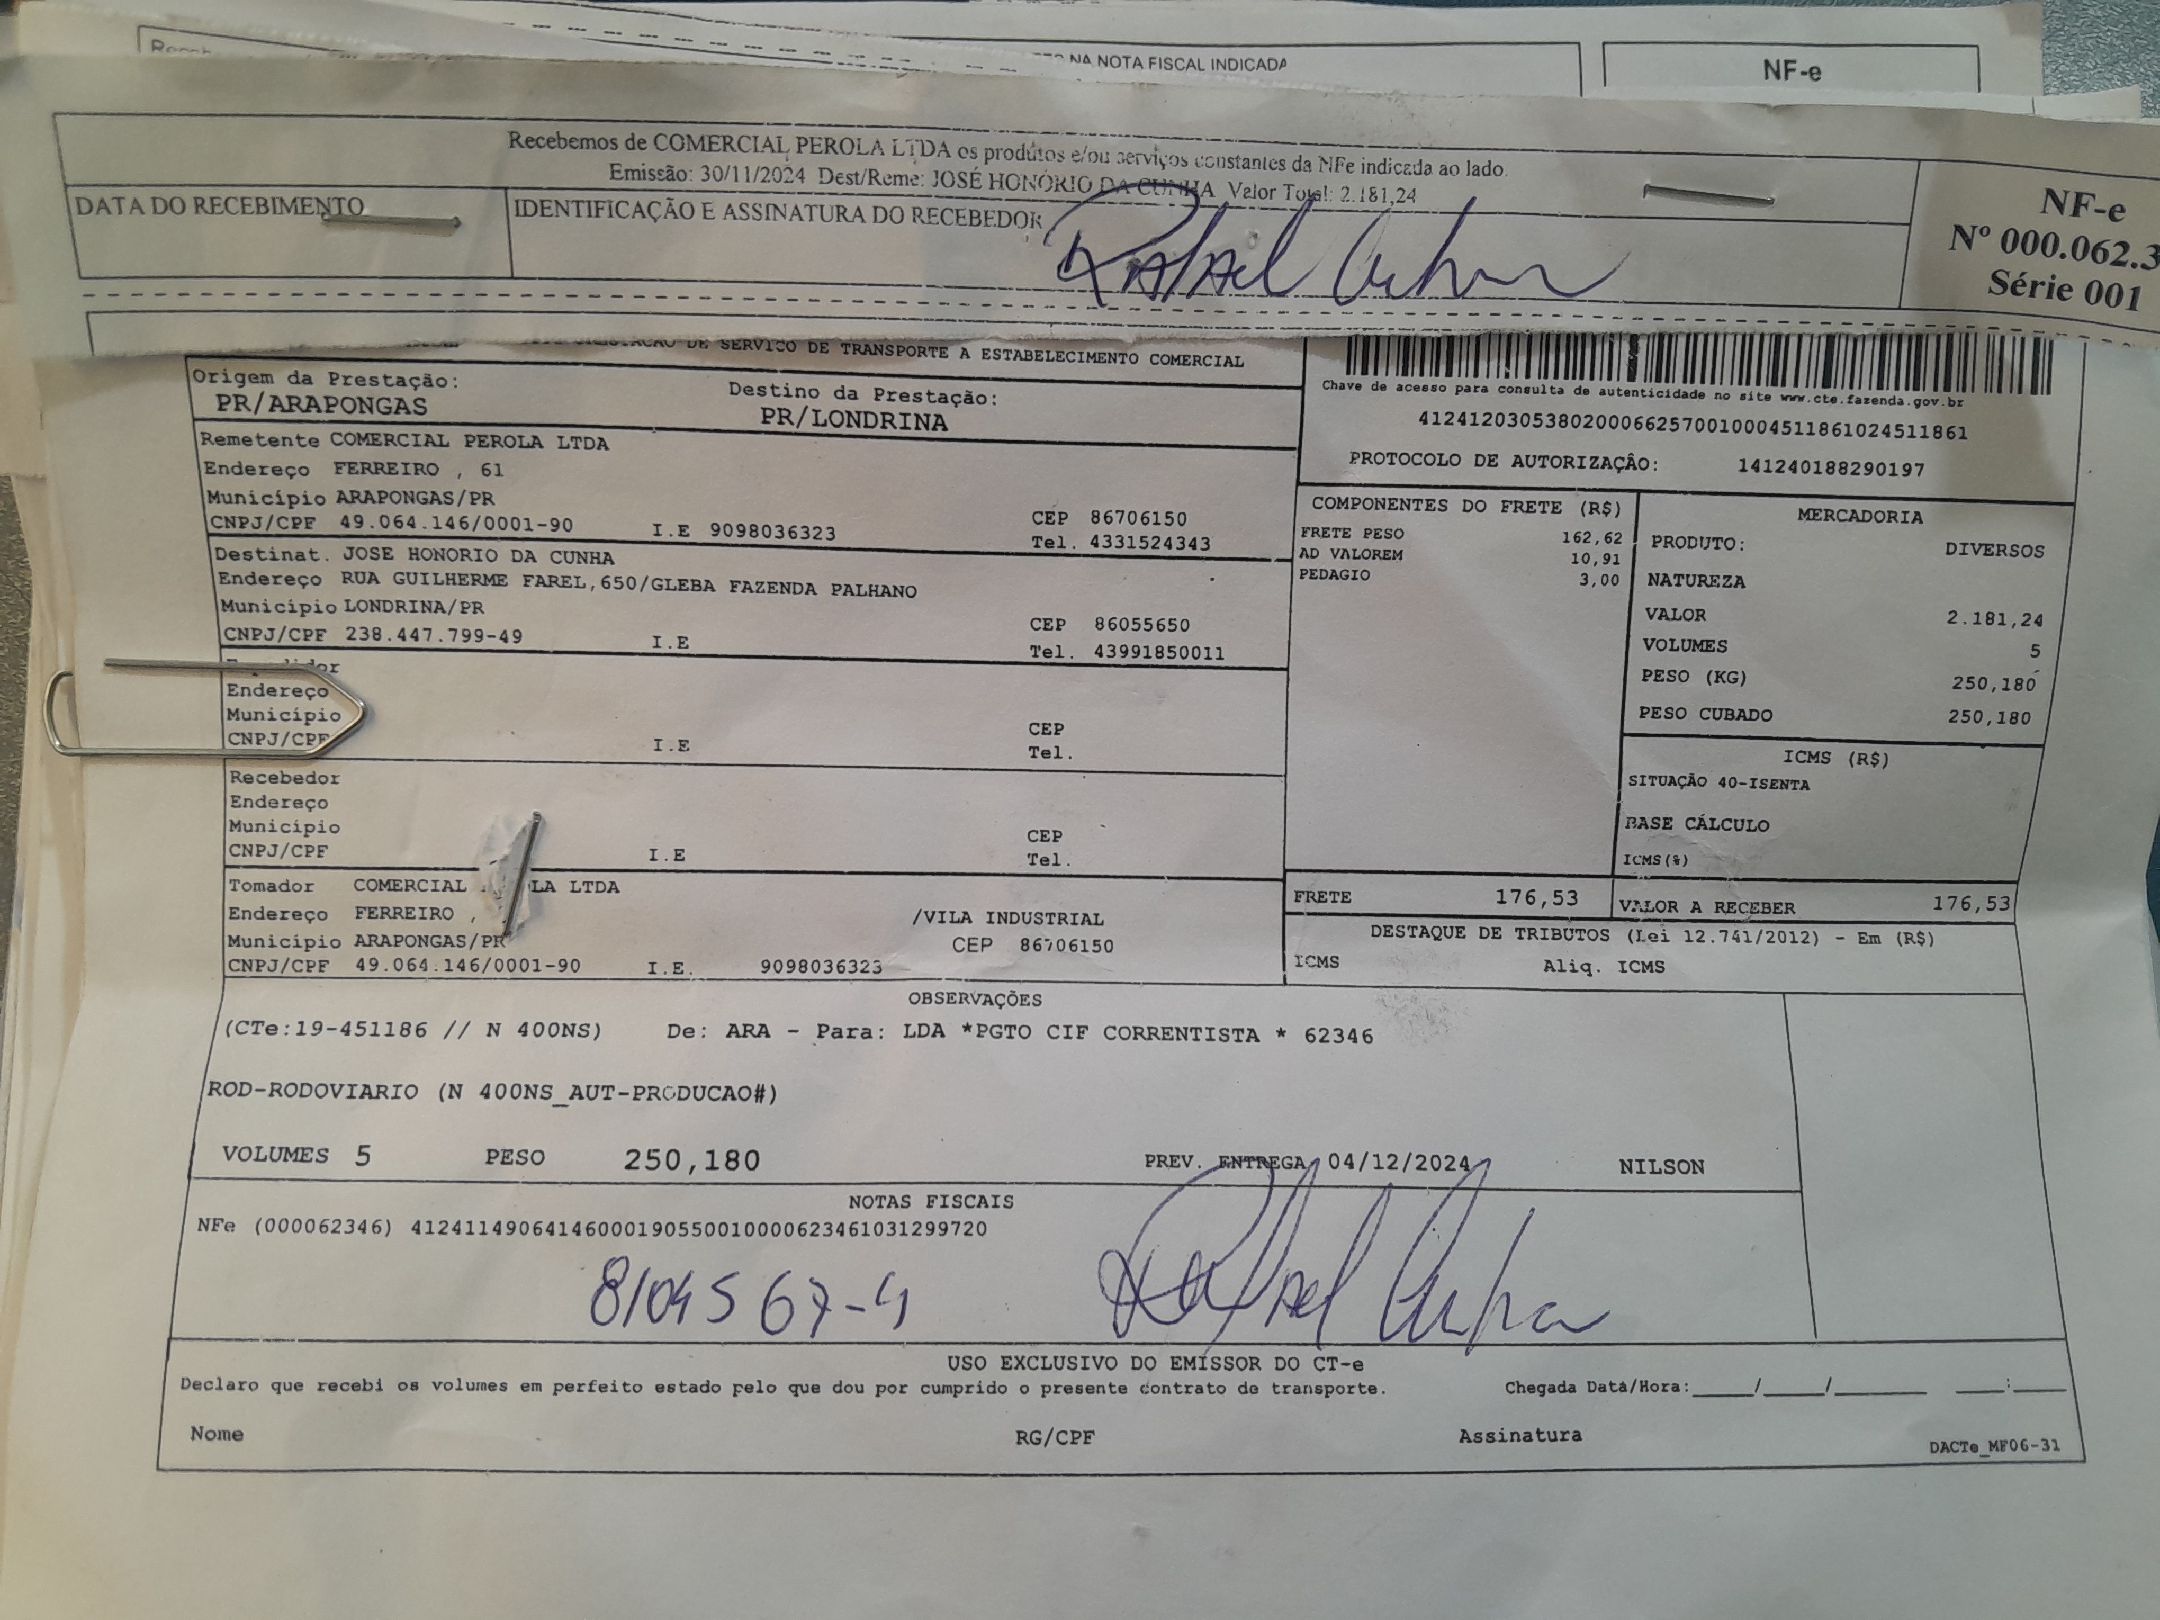 NA NOTA FISCAL INDICADA
NF-e
Recebemos de COMERCIAL PEROLA LTDA os produtos e/ou serviços constantes da NFe indicada ao lado.
Emissão: 30/11/2024 Dest/Reme: JOSÉ HONÓRIO DA CUNHA Valor Total: 2.181,24
DATA DO RECEBIMENTO
IDENTIFICAÇÃO E ASSINATURA DO RECEBEDOR
Rafael Cunha
NF-e
Nº 000.062.3
Série 001
DE SERVICO DE TRANSPORTE A ESTABELECIMENTO COMERCIAL
Origem da Prestação:
PR/ARAPONGAS
Destino da Prestação:
PR/LONDRINA
Chave de acesso para consulta de autenticidade no site www.cte.fazenda.gov.br
41241203053802000662570010004511861024511861
PROTOCOLO DE AUTORIZAÇÂO: 141240188290197
Remetente COMERCIAL PEROLA LTDA
Endereço FERREIRO , 61
Município ARAPONGAS/PR
CEP 86706150
CNPJ/CPF 49.064.146/0001-90 I.E 9098036323
Tel. 4331524343
Destinat. JOSE HONORIO DA CUNHA
Endereço RUA GUILHERME FAREL,650/GLEBA FAZENDA PALHANO
Município LONDRINA/PR
CEP 86055650
CNPJ/CPF 238.447.799-49 I.E
Tel. 43991850011
Endereço
Município
CEP
CNPJ/CPF I.E
Tel.
Recebedor
Endereço
Município
CEP
CNPJ/CPF I.E
Tel.
Tomador COMERCIAL LA LTDA
Endereço FERREIRO , /VILA INDUSTRIAL
Município ARAPONGAS/PR CEP 86706150
CNPJ/CPF 49.064.146/0001-90 I.E. 9098036323
COMPONENTES DO FRETE (R$)
FRETE PESO 162,62
AD VALOREM 10,91
PEDAGIO 3,00
MERCADORIA
PRODUTO: DIVERSOS
NATUREZA
VALOR 2.181,24
VOLUMES 5
PESO (KG) 250,180
PESO CUBADO 250,180
ICMS (R$)
SITUAÇÃO 40-ISENTA
BASE CÁLCULO
ICMS(%)
FRETE 176,53
VALOR A RECEBER 176,53
DESTAQUE DE TRIBUTOS (Lei 12.741/2012) - Em (R$)
ICMS Aliq. ICMS
OBSERVAÇÕES
(CTe:19-451186 // N 400NS) De: ARA - Para: LDA *PGTO CIF CORRENTISTA * 62346
ROD-RODOVIARIO (N 400NS_AUT-PRODUCAO#)
VOLUMES 5 PESO 250,180 PREV. ENTREGA 04/12/2024 NILSON
NOTAS FISCAIS
NFe (000062346) 41241149064146000190550010000623461031299720
8104567-4
Rafael Cunha
USO EXCLUSIVO DO EMISSOR DO CT-e
Declaro que recebi os volumes em perfeito estado pelo que dou por cumprido o presente contrato de transporte. Chegada Data/Hora:____/____/______ ___:____
Nome RG/CPF Assinatura
DACTe_MF06-31